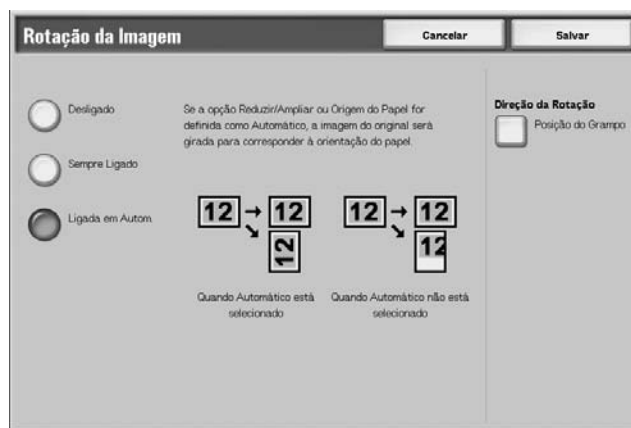 Rotação da Imagem
Cancelar
Salvar
Desligado
Sempre Ligado
Ligada em Autom.
Se a opção Reduzir/Ampliar ou Origem do Papel for
definida como Automático, a imagem do original será
girada para corresponder à orientação do papel.
12 → 12
12
12 → 12
12
Quando Automático está
selecionado
Quando Automático não está
selecionado
Direção da Rotação
Posição do Grampo